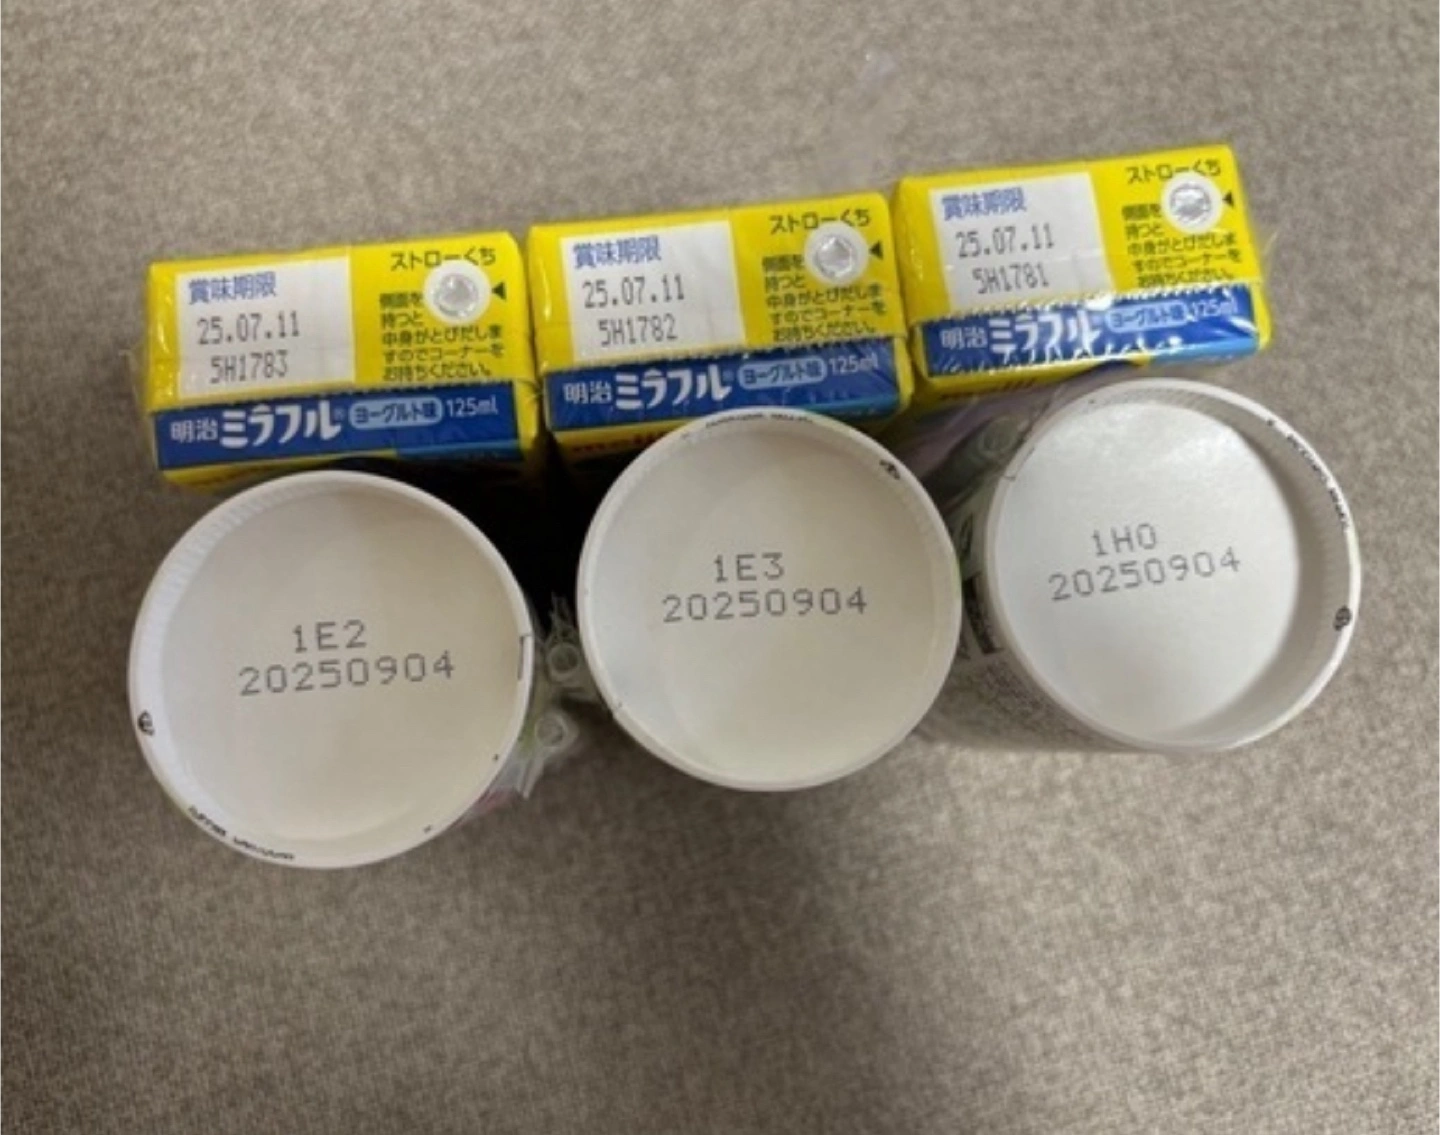 賞味期限
25.07.11
5H1783
ストローくち
側面を
持つと
中身がとびだしま
すのでコーナーを
お持ちください。
明治 ミラフル® ヨーグルト味 125ml
賞味期限
25.07.11
5H1782
ストローくち
側面を
持つと
中身がとびだしま
すのでコーナーを
お持ちください。
明治 ミラフル® ヨーグルト味 125ml
賞味期限
25.07.11
5H1781
ストローくち
側面を
持つと
中身がとびだしま
すのでコーナーを
お持ちください。
明治 ミラフル ヨーグルト味 125ml
1E2
20250904
1E3
20250904
1H0
20250904